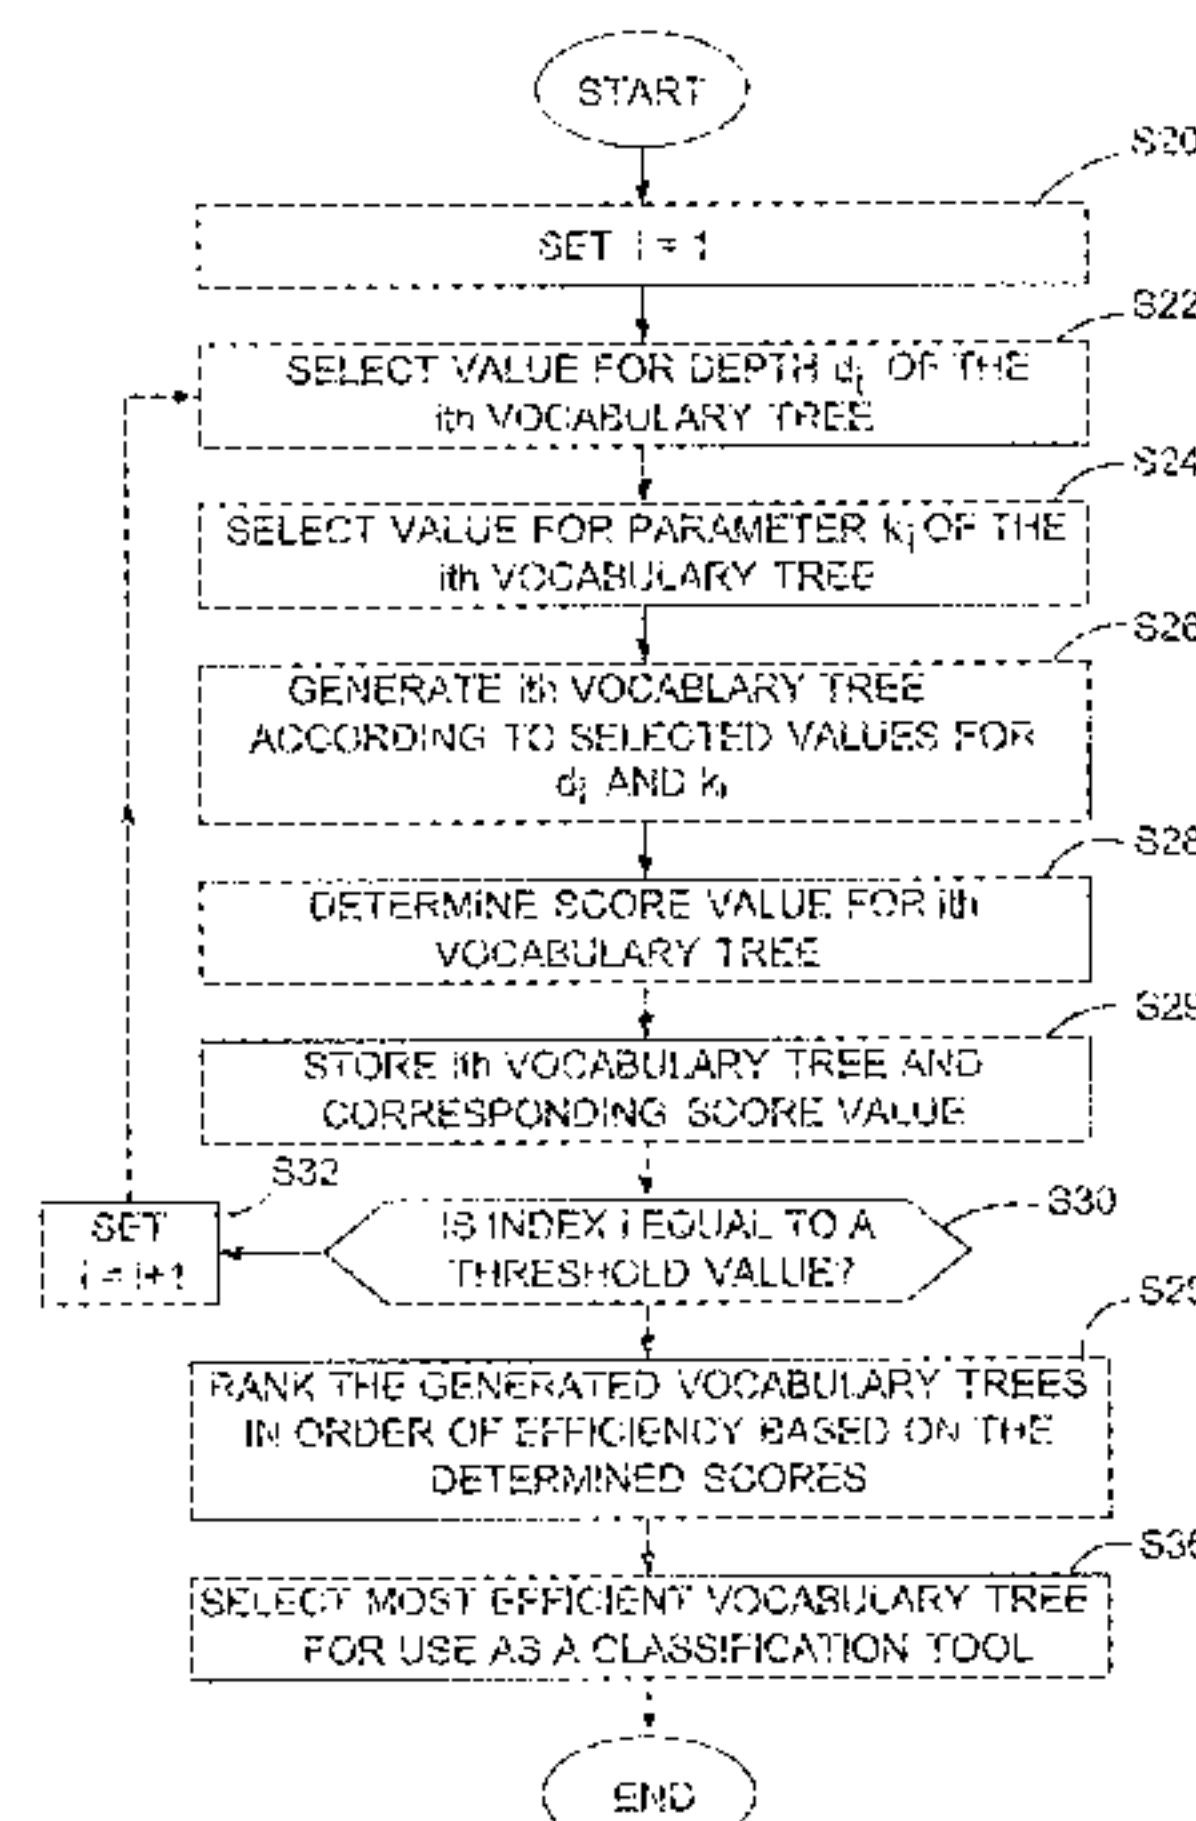 START
S20
SET i = 1
S22
SELECT VALUE FOR DEPTH di OF THE
ith VOCABULARY TREE
S24
SELECT VALUE FOR PARAMETER ki OF THE
ith VOCABULARY TREE
S26
GENERATE ith VOCABLARY TREE
ACCORDING TO SELECTED VALUES FOR
di AND ki
S28
DETERMINE SCORE VALUE FOR ith
VOCABULARY TREE
S29
STORE ith VOCABULARY TREE AND
CORRESPONDING SCORE VALUE
S32
SET
i = i+1
IS INDEX i EQUAL TO A
THRESHOLD VALUE?
S30
S29
RANK THE GENERATED VOCABULARY TREES
IN ORDER OF EFFICIENCY BASED ON THE
DETERMINED SCORES
S36
SELECT MOST EFFICIENT VOCABULARY TREE
FOR USE AS A CLASSIFICATION TOOL
END